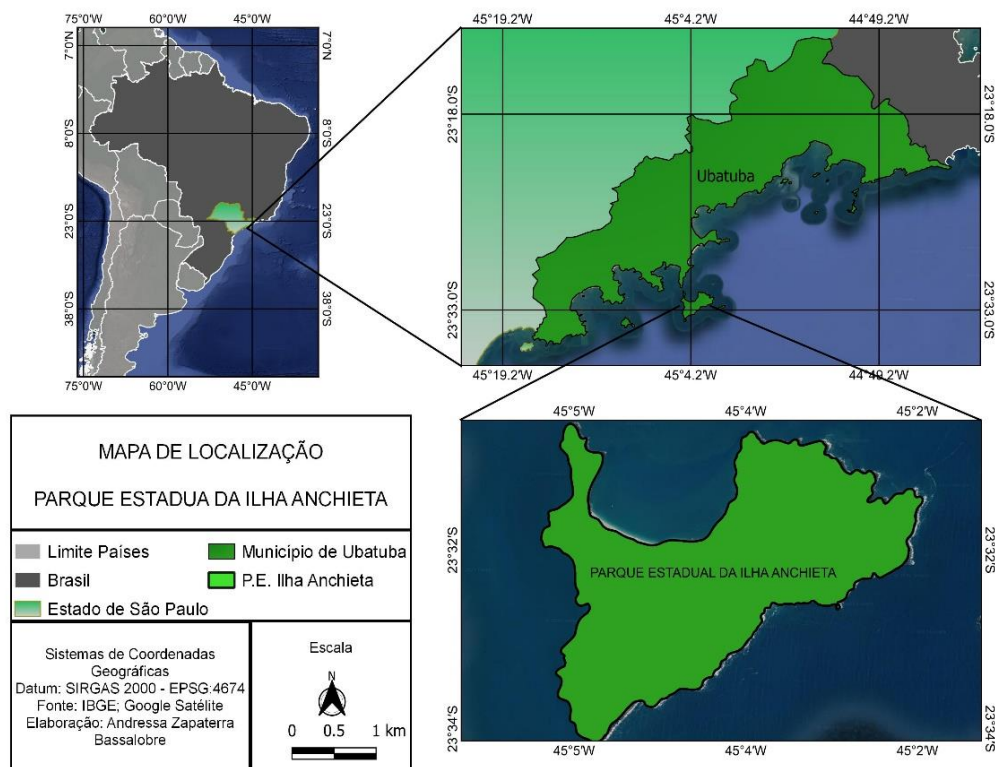 75°0'W 60°0'W 45°0'W
7°0'N 7°0'N
8°0'S 8°0'S
23°0'S 23°0'S
38°0'S 38°0'S
75°0'W 60°0'W 45°0'W
45°19.2'W 45°4.2'W 44°49.2'W
23°18.0'S 23°18.0'S
Ubatuba
23°33.0'S 23°33.0'S
45°19.2'W 45°4.2'W 44°49.2'W
MAPA DE LOCALIZAÇÃO
PARQUE ESTADUA DA ILHA ANCHIETA
Limite Países
Brasil
Estado de São Paulo
Município de Ubatuba
P.E. Ilha Anchieta
Sistemas de Coordenadas
Geográficas
Datum: SIRGAS 2000 - EPSG:4674
Fonte: IBGE; Google Satélite
Elaboração: Andressa Zapaterra
Bassalobre
Escala
N
0 0.5 1 km
45°5'W 45°4'W 45°2'W
23°32'S 23°32'S
PARQUE ESTADUAL DA ILHA ANCHIETA
23°34'S 23°34'S
45°5'W 45°4'W 45°2'W